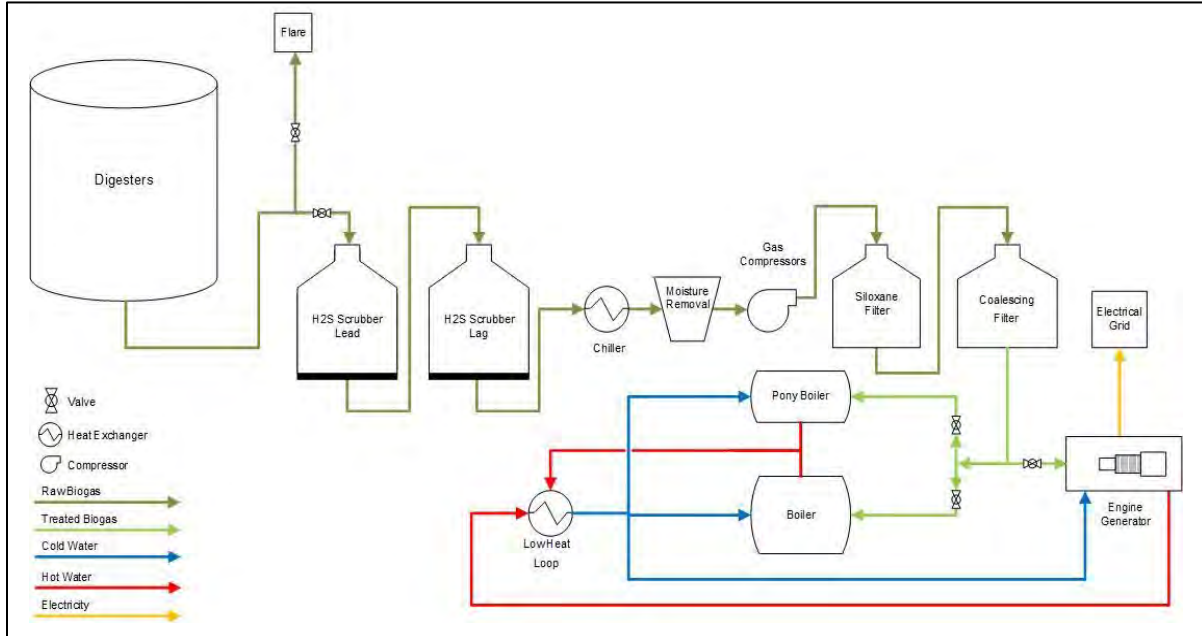 Flare
Digesters
H2S Scrubber
Lead
H2S Scrubber
Lag
Chiller
Moisture
Removal
Gas
Compressors
Siloxane
Filter
Coalescing
Filter
Electrical
Grid
Pony Boiler
Boiler
LowHeat
Loop
Engine
Generator
Valve
Heat Exchanger
Compressor
RawBiogas
Treated Biogas
Cold Water
Hot Water
Electricity